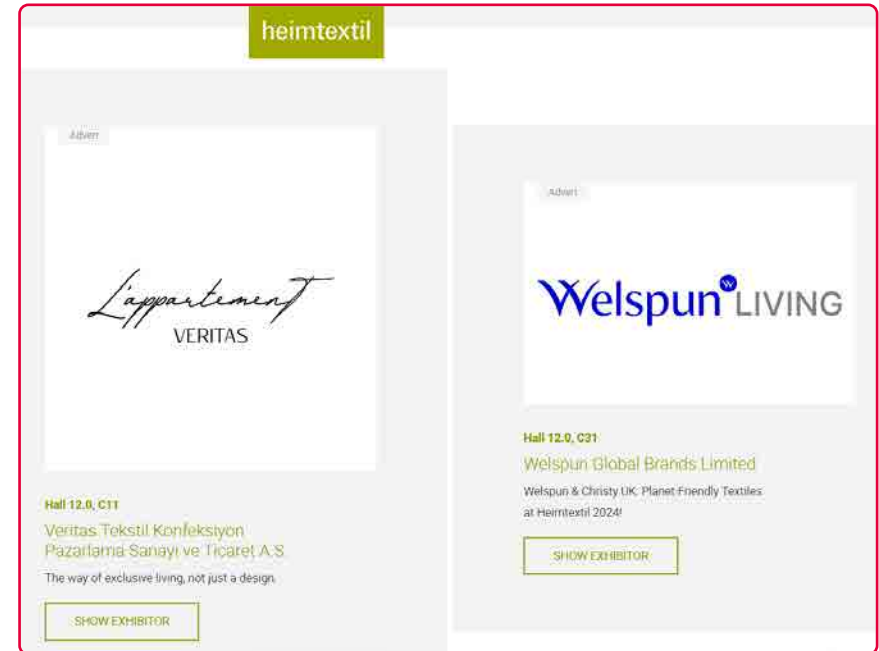 heimtextil
Advert
L'appartement
VERITAS
Hall 12.0, C11
Veritas Tekstil Konfeksiyon
Pazarlama Sanayi ve Ticaret A.S.
The way of exclusive living, not just a design.
SHOW EXHIBITOR
Advert
Welspun W LIVING
Hall 12.0, C31
Welspun Global Brands Limited
Welspun & Christy UK: Planet-Friendly Textiles
at Heimtextil 2024!
SHOW EXHIBITOR